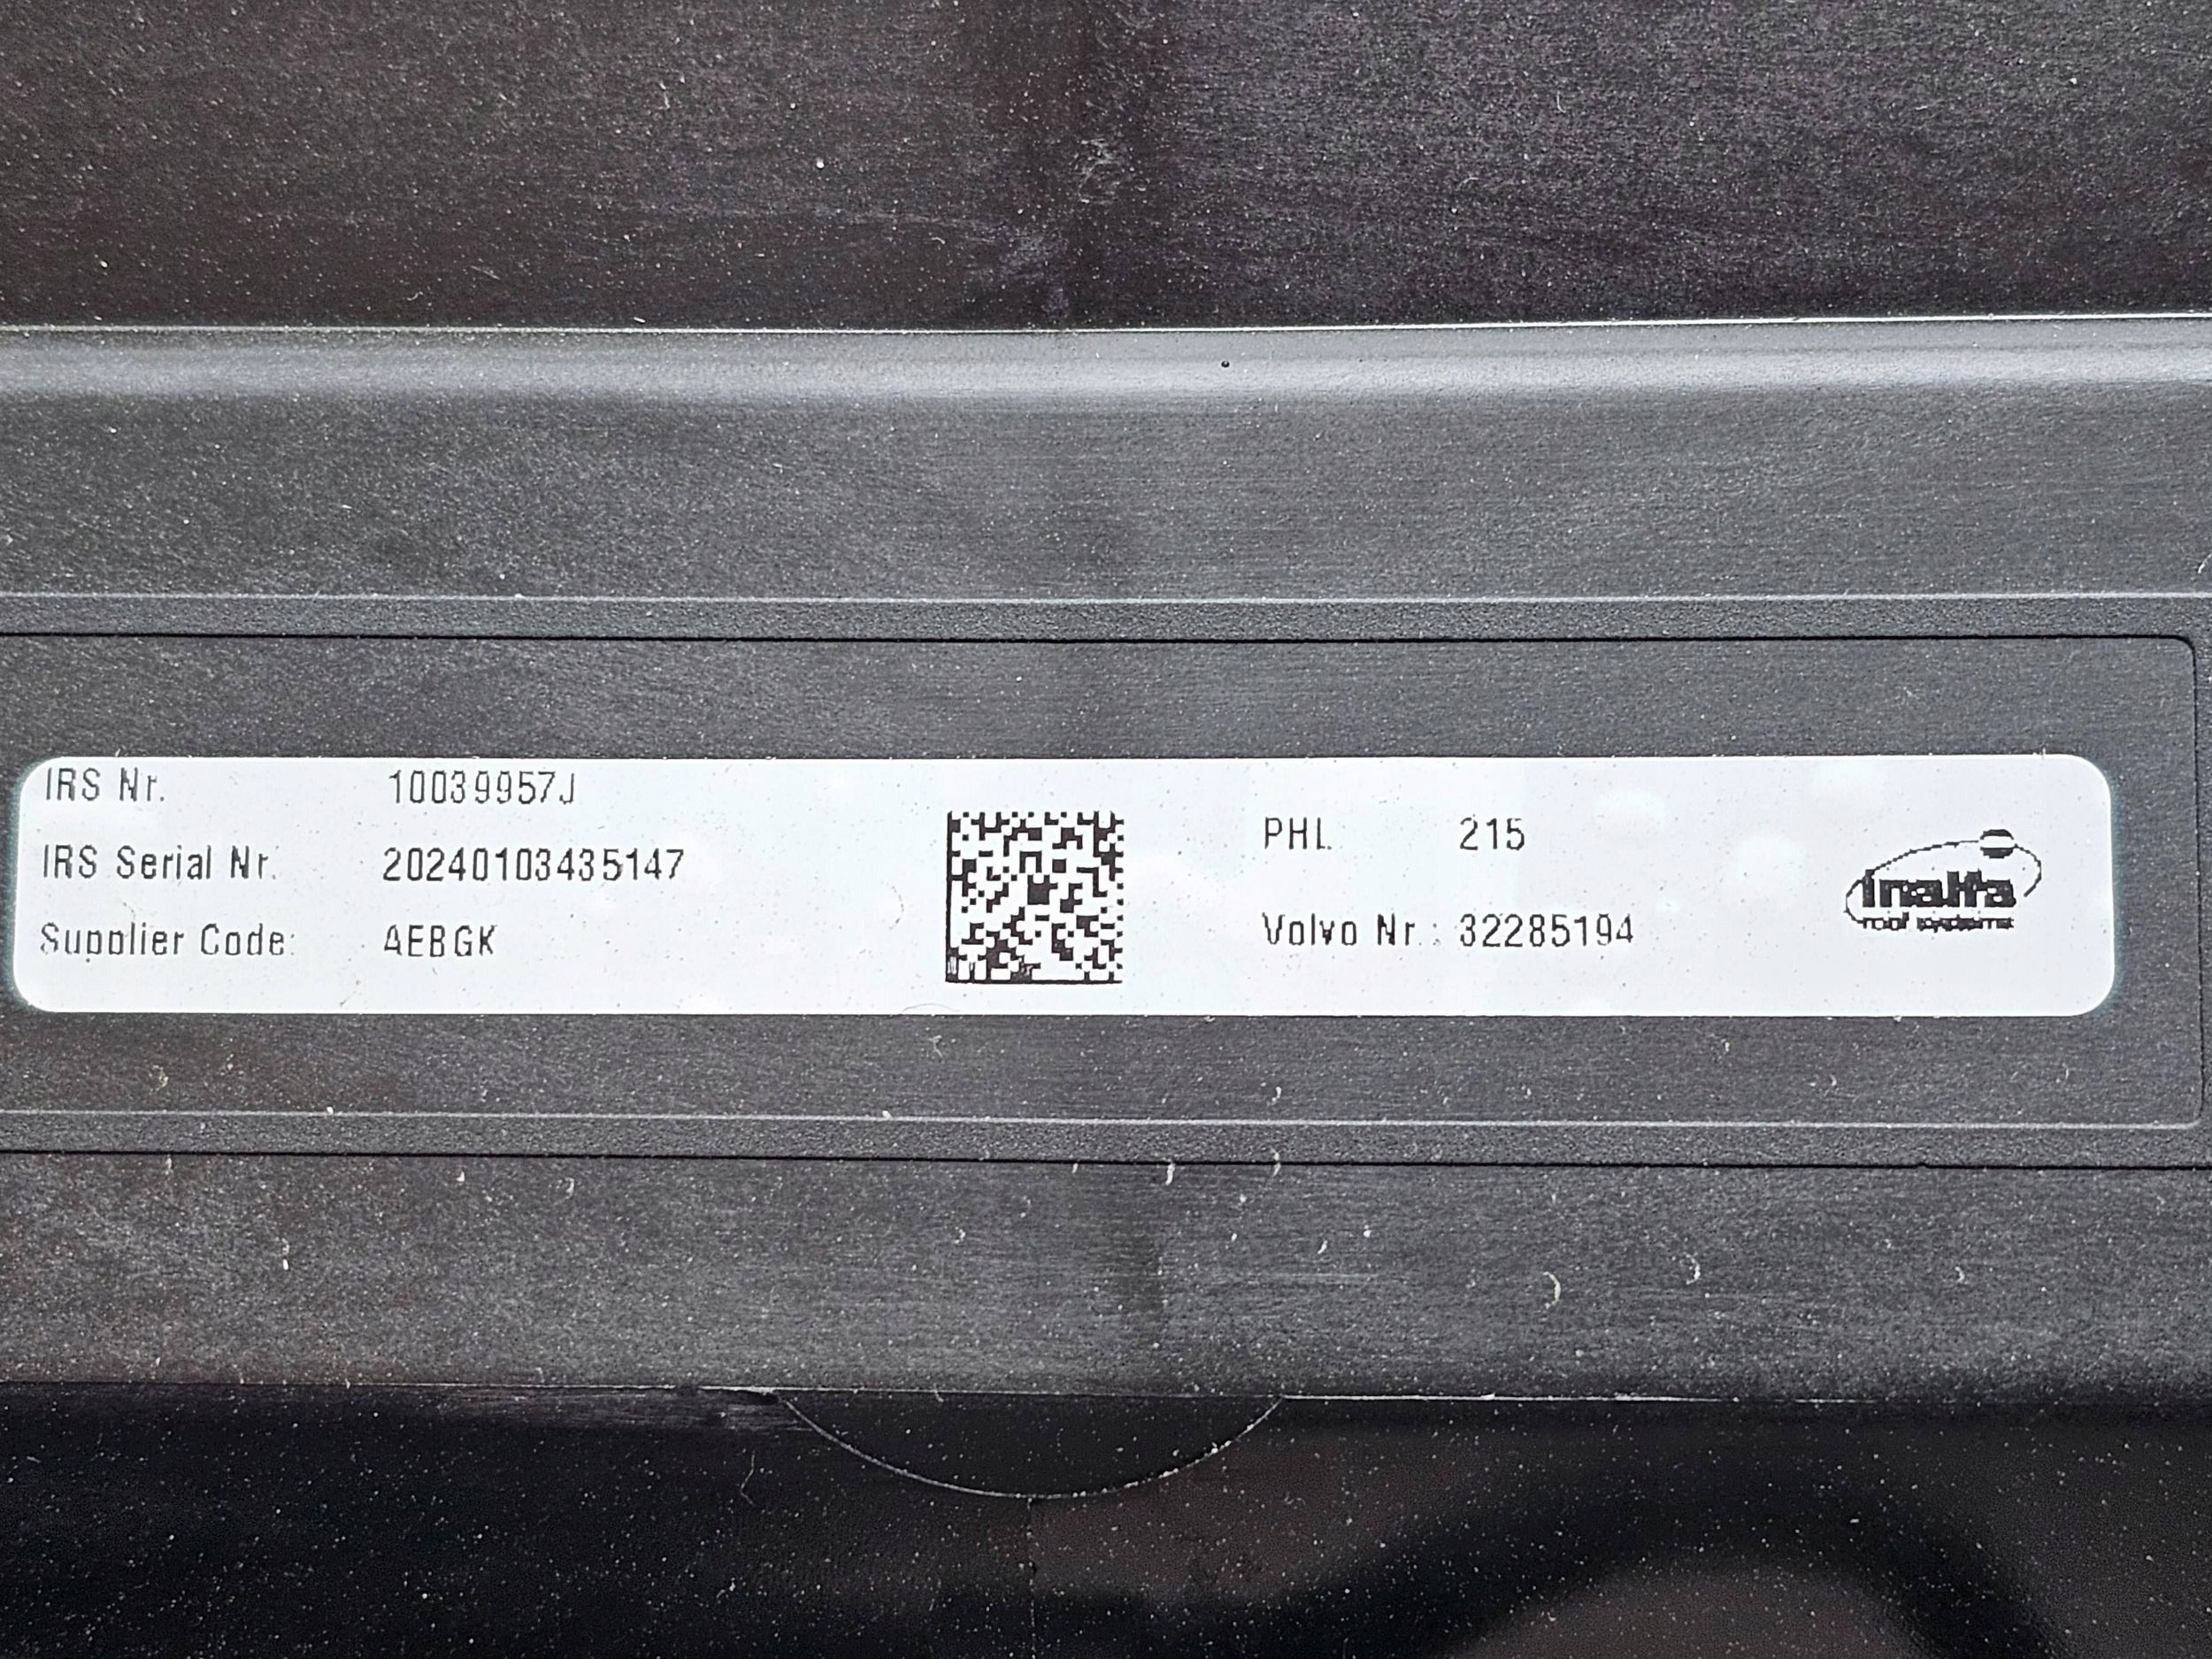 IRS Nr. 10039957J
IRS Serial Nr. 20240103435147
Supplier Code: AEBGK
PHL 215
Volvo Nr.: 32285194
inalfa
roof systems